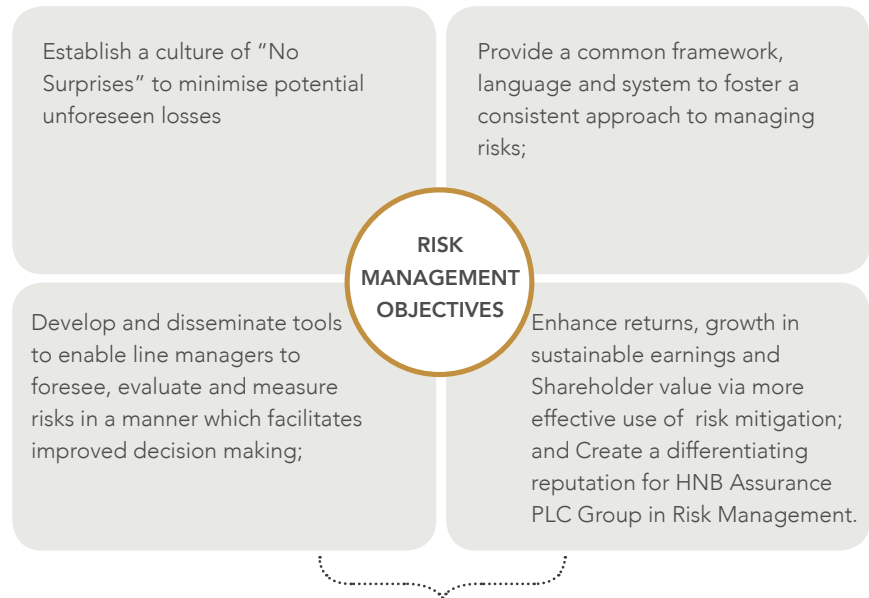 Establish a culture of “No
Surprises” to minimise potential
unforeseen losses
Provide a common framework,
language and system to foster a
consistent approach to managing
risks;
RISK
MANAGEMENT
OBJECTIVES
Develop and disseminate tools
to enable line managers to
foresee, evaluate and measure
risks in a manner which facilitates
improved decision making;
Enhance returns, growth in
sustainable earnings and
Shareholder value via more
effective use of risk mitigation;
and Create a differentiating
reputation for HNB Assurance
PLC Group in Risk Management.